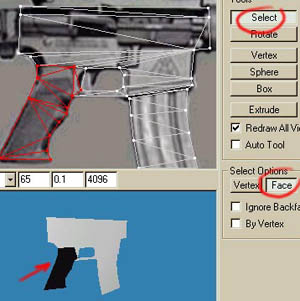 Tools
Select
Rotate
Vertex
Sphere
Box
Extrude
Redraw All Vi
Auto Tool
65 0.1 4096
Select Options
Vertex Face
Ignore Backfa
By Vertex